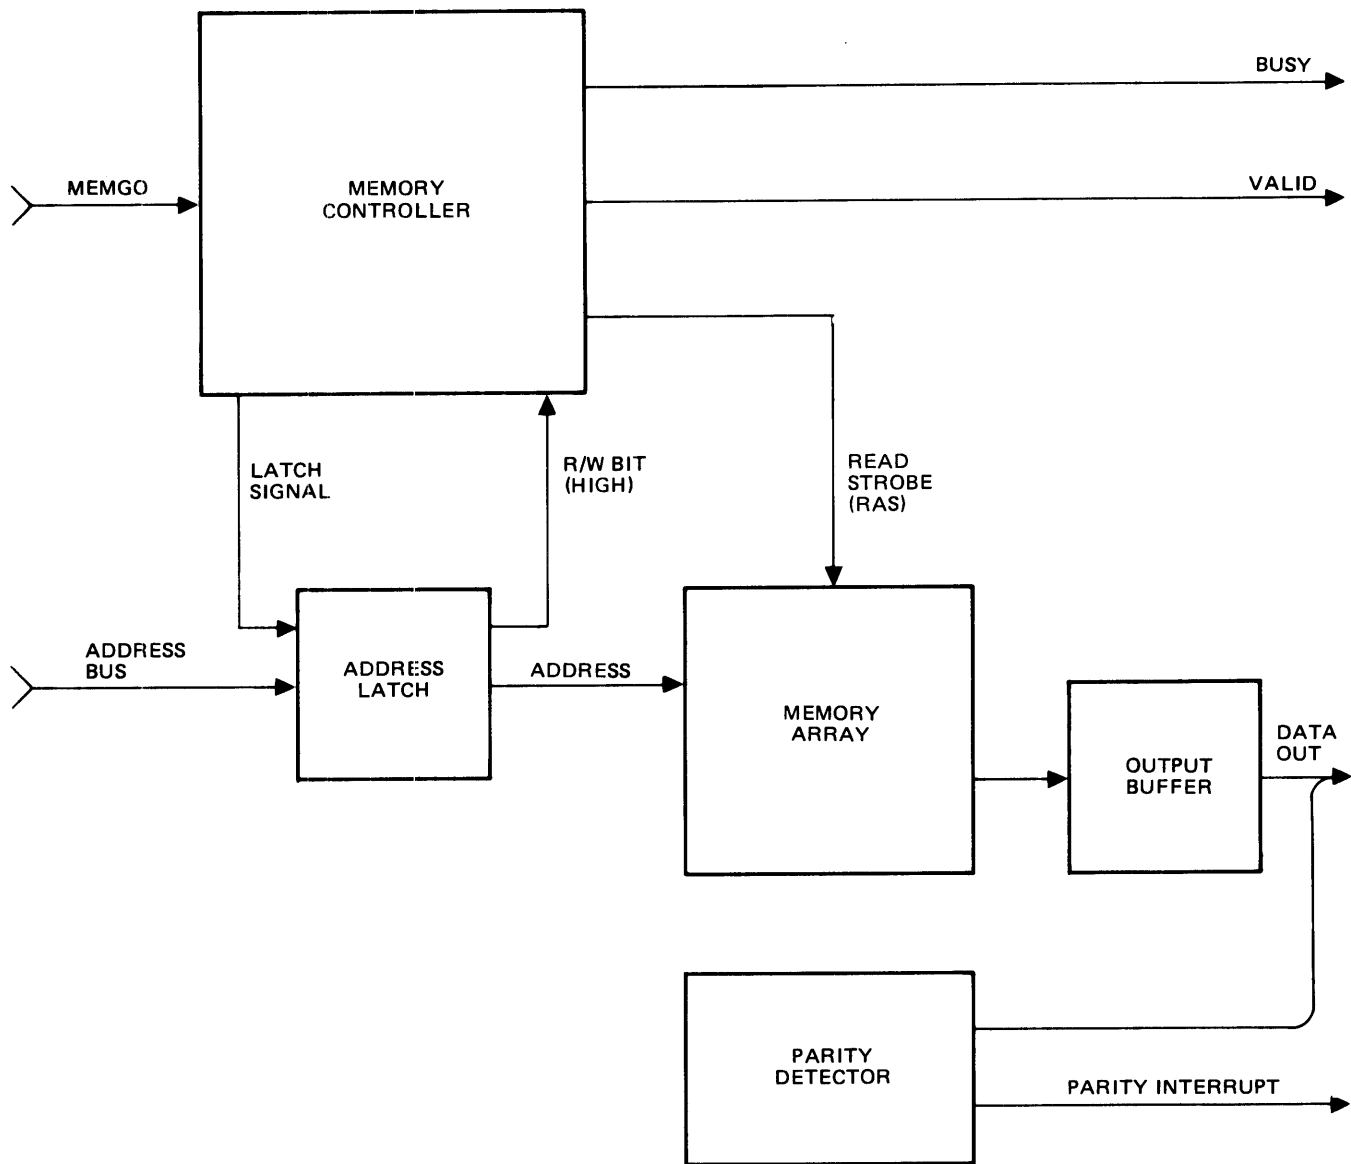 BUSY
VALID
MEMGO
MEMORY
CONTROLLER
LATCH
SIGNAL
R/W BIT
(HIGH)
READ
STROBE
(RAS)
ADDRESS
BUS
ADDRESS
LATCH
ADDRESS
MEMORY
ARRAY
OUTPUT
BUFFER
DATA
OUT
PARITY
DETECTOR
PARITY INTERRUPT